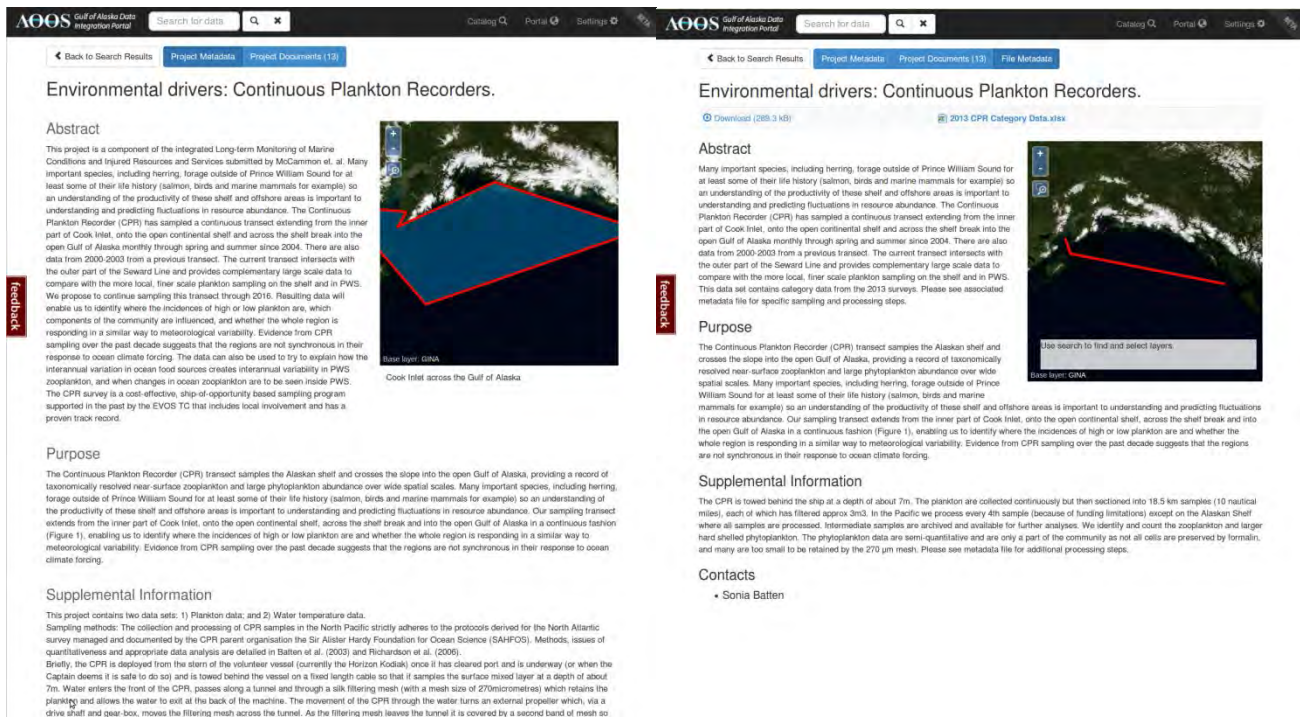 AOOS Gulf of Alaska Data Integration Portal
Search for data
Catalog Portal Settings
Back to Search Results Project Metadata Project Documents (13)
Environmental drivers: Continuous Plankton Recorders.
Abstract
This project is a component of the integrated Long-term Monitoring of Marine
Conditions and Injured Resources and Services submitted by McCammon et. al. Many
important species, including herring, forage outside of Prince William Sound for at
least some of their life history (salmon, birds and marine mammals for example) so
an understanding of the productivity of these shelf and offshore areas is important to
understanding and predicting fluctuations in resource abundance. The Continuous
Plankton Recorder (CPR) has sampled a continuous transect extending from the inner
part of Cook Inlet, onto the open continental shelf and across the shelf break into the
open Gulf of Alaska monthly through spring and summer since 2004. There are also
data from 2000-2003 from a previous transect. The current transect intersects with
the outer part of the Seward Line and provides complementary large scale data to
compare with the more local, finer scale plankton sampling on the shelf and in PWS.
We propose to continue sampling this transect through 2016. Resulting data will
enable us to identify where the incidences of high or low plankton are, which
components of the community are influenced, and whether the whole region is
responding in a similar way to meteorological variability. Evidence from CPR
sampling over the past decade suggests that the regions are not synchronous in their
response to ocean climate forcing. The data can also be used to try to explain how the
interannual variation in ocean food sources creates interannual variability in PWS
zooplankton, and when changes in ocean zooplankton are to be seen inside PWS.
The CPR survey is a cost-effective, ship-of-opportunity based sampling program
supported in the past by the EVOS TC that includes local involvement and has a
proven track record.
+
-
Base layer: GINA
Cook Inlet across the Gulf of Alaska
feedback
Purpose
The Continuous Plankton Recorder (CPR) transect samples the Alaskan shelf and crosses the slope into the open Gulf of Alaska, providing a record of
taxonomically resolved near-surface zooplankton and large phytoplankton abundance over wide spatial scales. Many important species, including herring,
forage outside of Prince William Sound for at least some of their life history (salmon, birds and marine mammals for example) so an understanding of
the productivity of these shelf and offshore areas is important to understanding and predicting fluctuations in resource abundance. Our sampling transect
extends from the inner part of Cook Inlet, onto the open continental shelf, across the shelf break and into the open Gulf of Alaska in a continuous fashion
(Figure 1), enabling us to identify where the incidences of high or low plankton are and whether the whole region is responding in a similar way to
meteorological variability. Evidence from CPR sampling over the past decade suggests that the regions are not synchronous in their response to ocean
climate forcing.
Supplemental Information
This project contains two data sets: 1) Plankton data; and 2) Water temperature data.
Sampling methods: The collection and processing of CPR samples in the North Pacific strictly adheres to the protocols derived for the North Atlantic
survey managed and documented by the CPR parent organisation the Sir Alister Hardy Foundation for Ocean Science (SAHFOS). Methods, issues of
quantitativeness and appropriate data analysis are detailed in Batten et al. (2003) and Richardson et al. (2006).
Briefly, the CPR is deployed from the stern of the volunteer vessel (currently the Horizon Kodiak) once it has cleared port and is underway (or when the
Captain deems it is safe to do so) and is towed behind the vessel on a fixed length cable so that it samples the surface mixed layer at a depth of about
7m. Water enters the front of the CPR, passes along a tunnel and through a silk filtering mesh (with a mesh size of 270micrometres) which retains the
plankton and allows the water to exit at the back of the machine. The movement of the CPR through the water turns an external propeller which, via a
drive shaft and gear-box, moves the filtering mesh across the tunnel. As the filtering mesh leaves the tunnel it is covered by a second band of mesh so
AOOS Gulf of Alaska Data Integration Portal
Search for data
Catalog Portal Settings
Back to Search Results Project Metadata Project Documents (13) File Metadata
Environmental drivers: Continuous Plankton Recorders.
Download (289.3 kB) 2013 CPR Category Data.xlsx
Abstract
Many important species, including herring, forage outside of Prince William Sound for
at least some of their life history (salmon, birds and marine mammals for example) so
an understanding of the productivity of these shelf and offshore areas is important to
understanding and predicting fluctuations in resource abundance. The Continuous
Plankton Recorder (CPR) has sampled a continuous transect extending from the inner
part of Cook Inlet, onto the open continental shelf and across the shelf break into the
open Gulf of Alaska monthly through spring and summer since 2004. There are also
data from 2000-2003 from a previous transect. The current transect intersects with
the outer part of the Seward Line and provides complementary large scale data to
compare with the more local, finer scale plankton sampling on the shelf and in PWS.
This data set contains category data from the 2013 surveys. Please see associated
metadata file for specific sampling and processing steps.
+
-
Use search to find and select layers
Base layer: GINA
feedback
Purpose
The Continuous Plankton Recorder (CPR) transect samples the Alaskan shelf and
crosses the slope into the open Gulf of Alaska, providing a record of taxonomically
resolved near-surface zooplankton and large phytoplankton abundance over wide
spatial scales. Many important species, including herring, forage outside of Prince
William Sound for at least some of their life history (salmon, birds and marine
mammals for example) so an understanding of the productivity of these shelf and offshore areas is important to understanding and predicting fluctuations
in resource abundance. Our sampling transect extends from the inner part of Cook Inlet, onto the open continental shelf, across the shelf break and into
the open Gulf of Alaska in a continuous fashion (Figure 1), enabling us to identify where the incidences of high or low plankton are and whether the
whole region is responding in a similar way to meteorological variability. Evidence from CPR sampling over the past decade suggests that the regions
are not synchronous in their response to ocean climate forcing.
Supplemental Information
The CPR is towed behind the ship at a depth of about 7m. The plankton are collected continuously but then sectioned into 18.5 km samples (10 nautical
miles), each of which has filtered approx 3m3. In the Pacific we process every 4th sample (because of funding limitations) except on the Alaskan Shelf
where all samples are processed. Intermediate samples are archived and available for further analyses. We identify and count the zooplankton and larger
hard shelled phytoplankton. The phytoplankton data are semi-quantitative and are only a part of the community as not all cells are preserved by formalin,
and many are too small to be retained by the 270 µm mesh. Please see metadata file for additional processing steps.
Contacts
• Sonia Batten